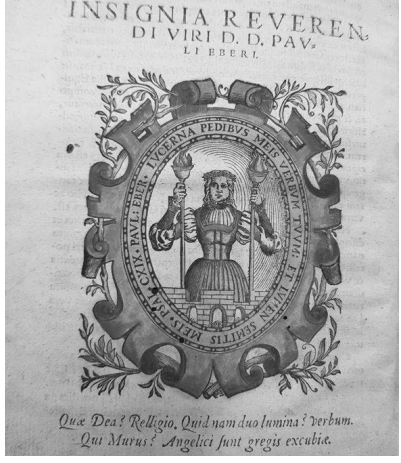 INSIGNIA REVEREN-
DI VIRI D. D. PAV-
LI EBERI.
LVCERNA PEDIBVS MEIS VERBVM TVVM: ET LVMEN SEMITIS MEIS. PSAL. CXIX. PAVL: EBER.
Quæ Dea? Relligio. Quid nam duo lumina? verbum.
Qui Murus? Angelici sunt gregis excubiæ.